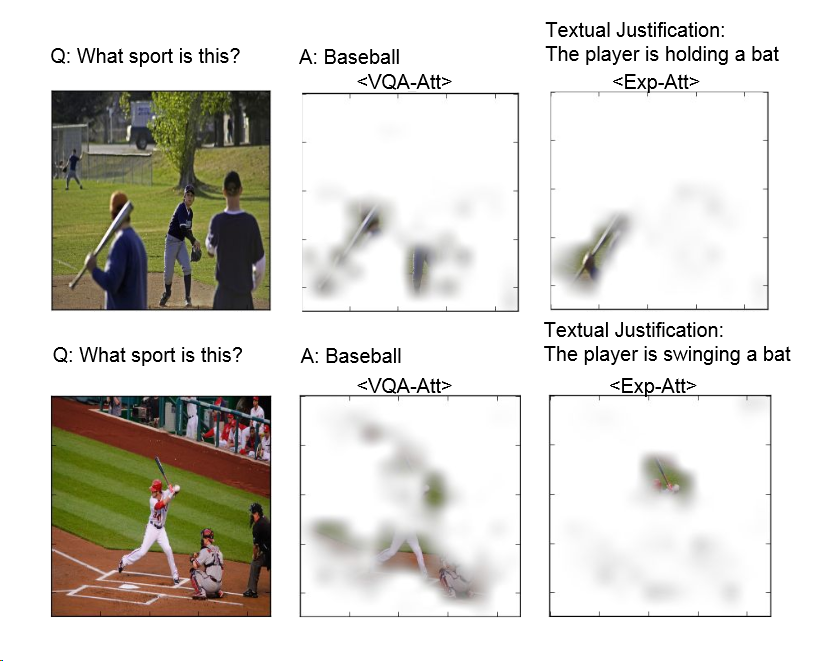 Q: What sport is this?
A: Baseball
Textual Justification:
The player is holding a bat
<VQA-Att>
<Exp-Att>
Q: What sport is this?
A: Baseball
Textual Justification:
The player is swinging a bat
<VQA-Att>
<Exp-Att>